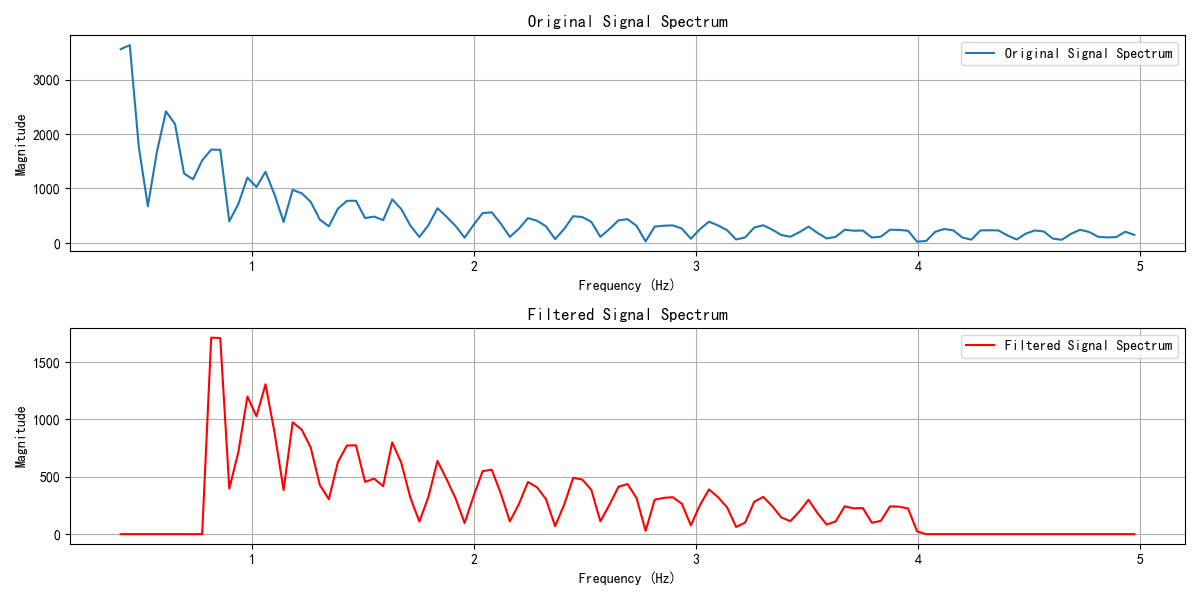 Original Signal Spectrum
Original Signal Spectrum
Magnitude
3000
2000
1000
0
1 2 3 4 5
Frequency (Hz)
Filtered Signal Spectrum
Filtered Signal Spectrum
Magnitude
1500
1000
500
0
1 2 3 4 5
Frequency (Hz)